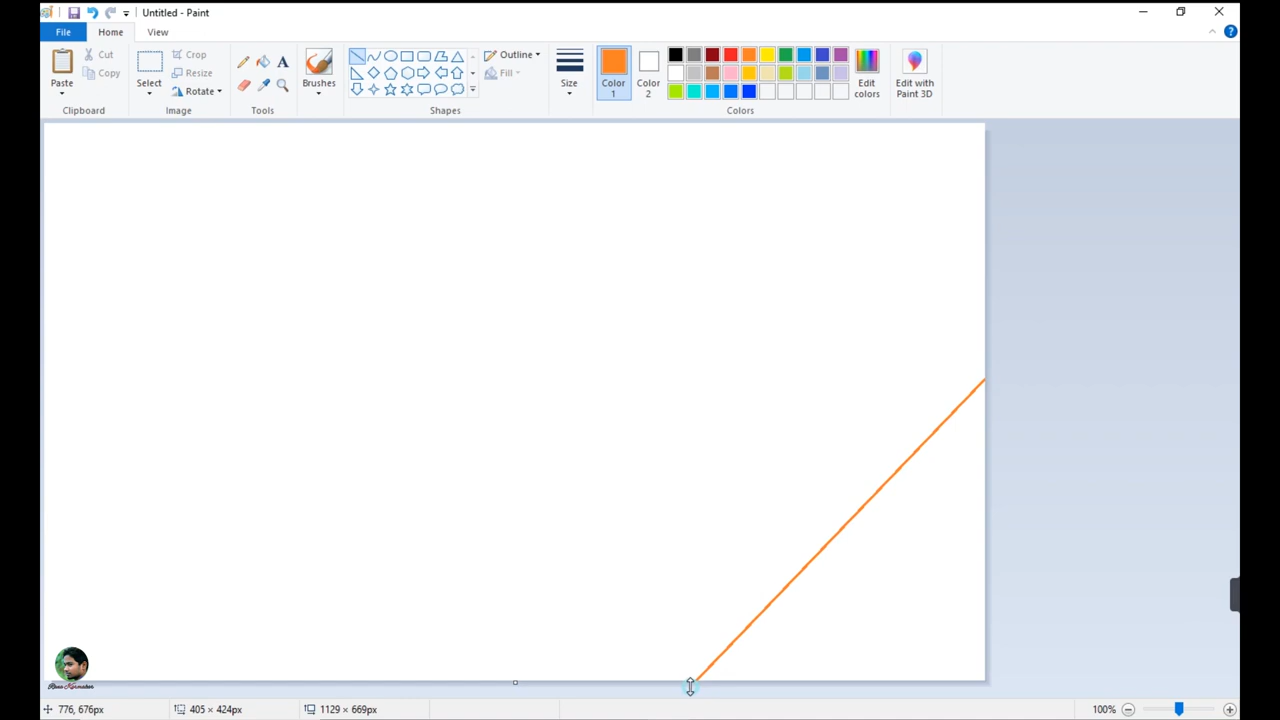 Untitled - Paint
File
Home
View
Paste
Cut
Copy
Clipboard
Select
Crop
Resize
Rotate
Image
Tools
Brushes
Shapes
Outline
Fill
Size
Color 1
Color 2
Colors
Edit colors
Edit with Paint 3D
776, 676px
405 × 424px
1129 × 669px
100%